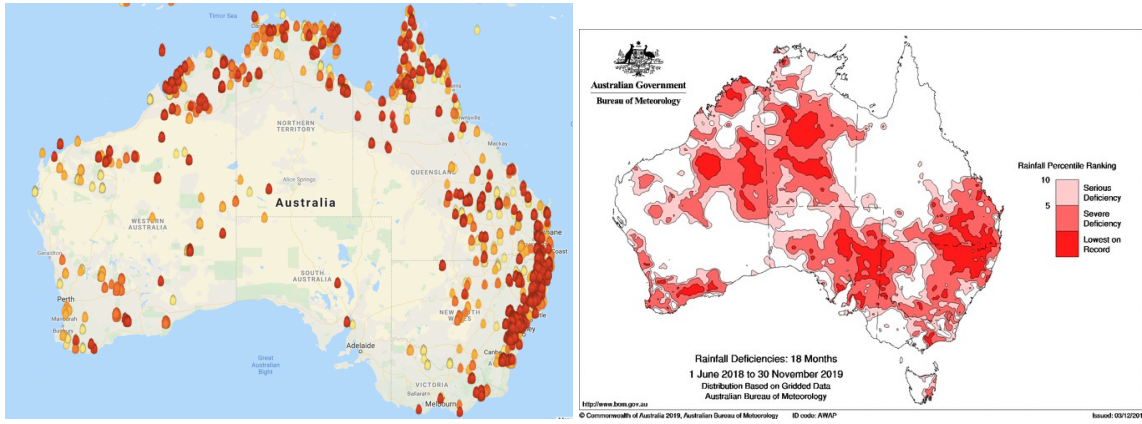 Timor Sea
NORTHERN
TERRITORY
Mackay
QUEENSLAND
Alice Springs
Australia
WESTERN
AUSTRALIA
Geraldton
SOUTH
AUSTRALIA
Perth
Mandurah
Great
Australian
Bight
Adelaide
VICTORIA
Ballarat
Melbourne
Australian Government
Bureau of Meteorology
Rainfall Percentile Ranking
10
Serious
Deficiency
5
Severe
Deficiency
Lowest on
Record
Rainfall Deficiencies: 18 Months
1 June 2018 to 30 November 2019
Distribution Based on Gridded Data
Australian Bureau of Meteorology
http://www.bom.gov.au
© Commonwealth of Australia 2019, Australian Bureau of Meteorology
ID code: AWAP
Issued: 03/12/201